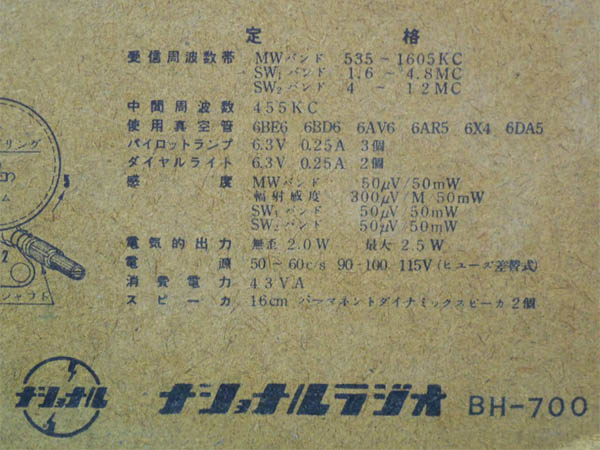 定格
受信周波数帯 MWバンド 535～1605KC
SW₁バンド 1.6～4.8MC
SW₂バンド 4～12MC
中間周波数 455KC
使用真空管 6BE6 6BD6 6AV6 6AR5 6X4 6DA5
パイロットランプ 6.3V 0.25A 3個
ダイヤルライト 6.3V 0.25A 2個
感度 MWバンド 50μV/50mW
輻射感度 300μV/M 50mW
SW₁バンド 50μV 50mW
SW₂バンド 50μV 50mW
電気的出力 無歪 2.0W 最大 2.5W
電源 50～60c/s 90-100. 115V(ヒューズ差替式)
消費電力 43VA
スピーカ 16cm パーマネントダイナミックスピーカ2個
リング
ム
2
シャフト
ナショナル
ナショナルラジオ BH-700